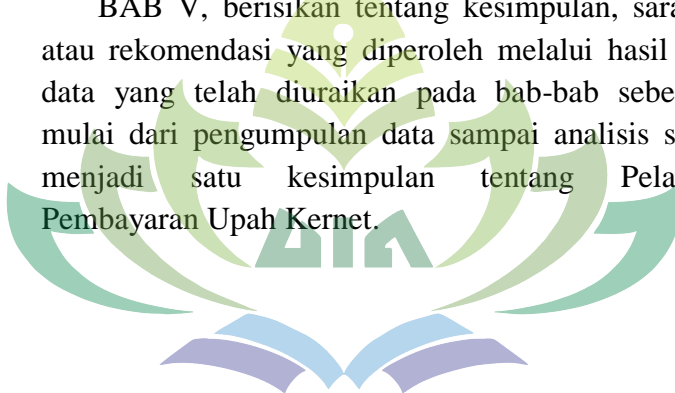 BAB V, berisikan tentang kesimpulan, sara
atau rekomendasi yang diperoleh melalui hasil
data yang telah diuraikan pada bab-bab sebe
mulai dari pengumpulan data sampai analisis s
menjadi satu kesimpulan tentang Pela
Pembayaran Upah Kernet.